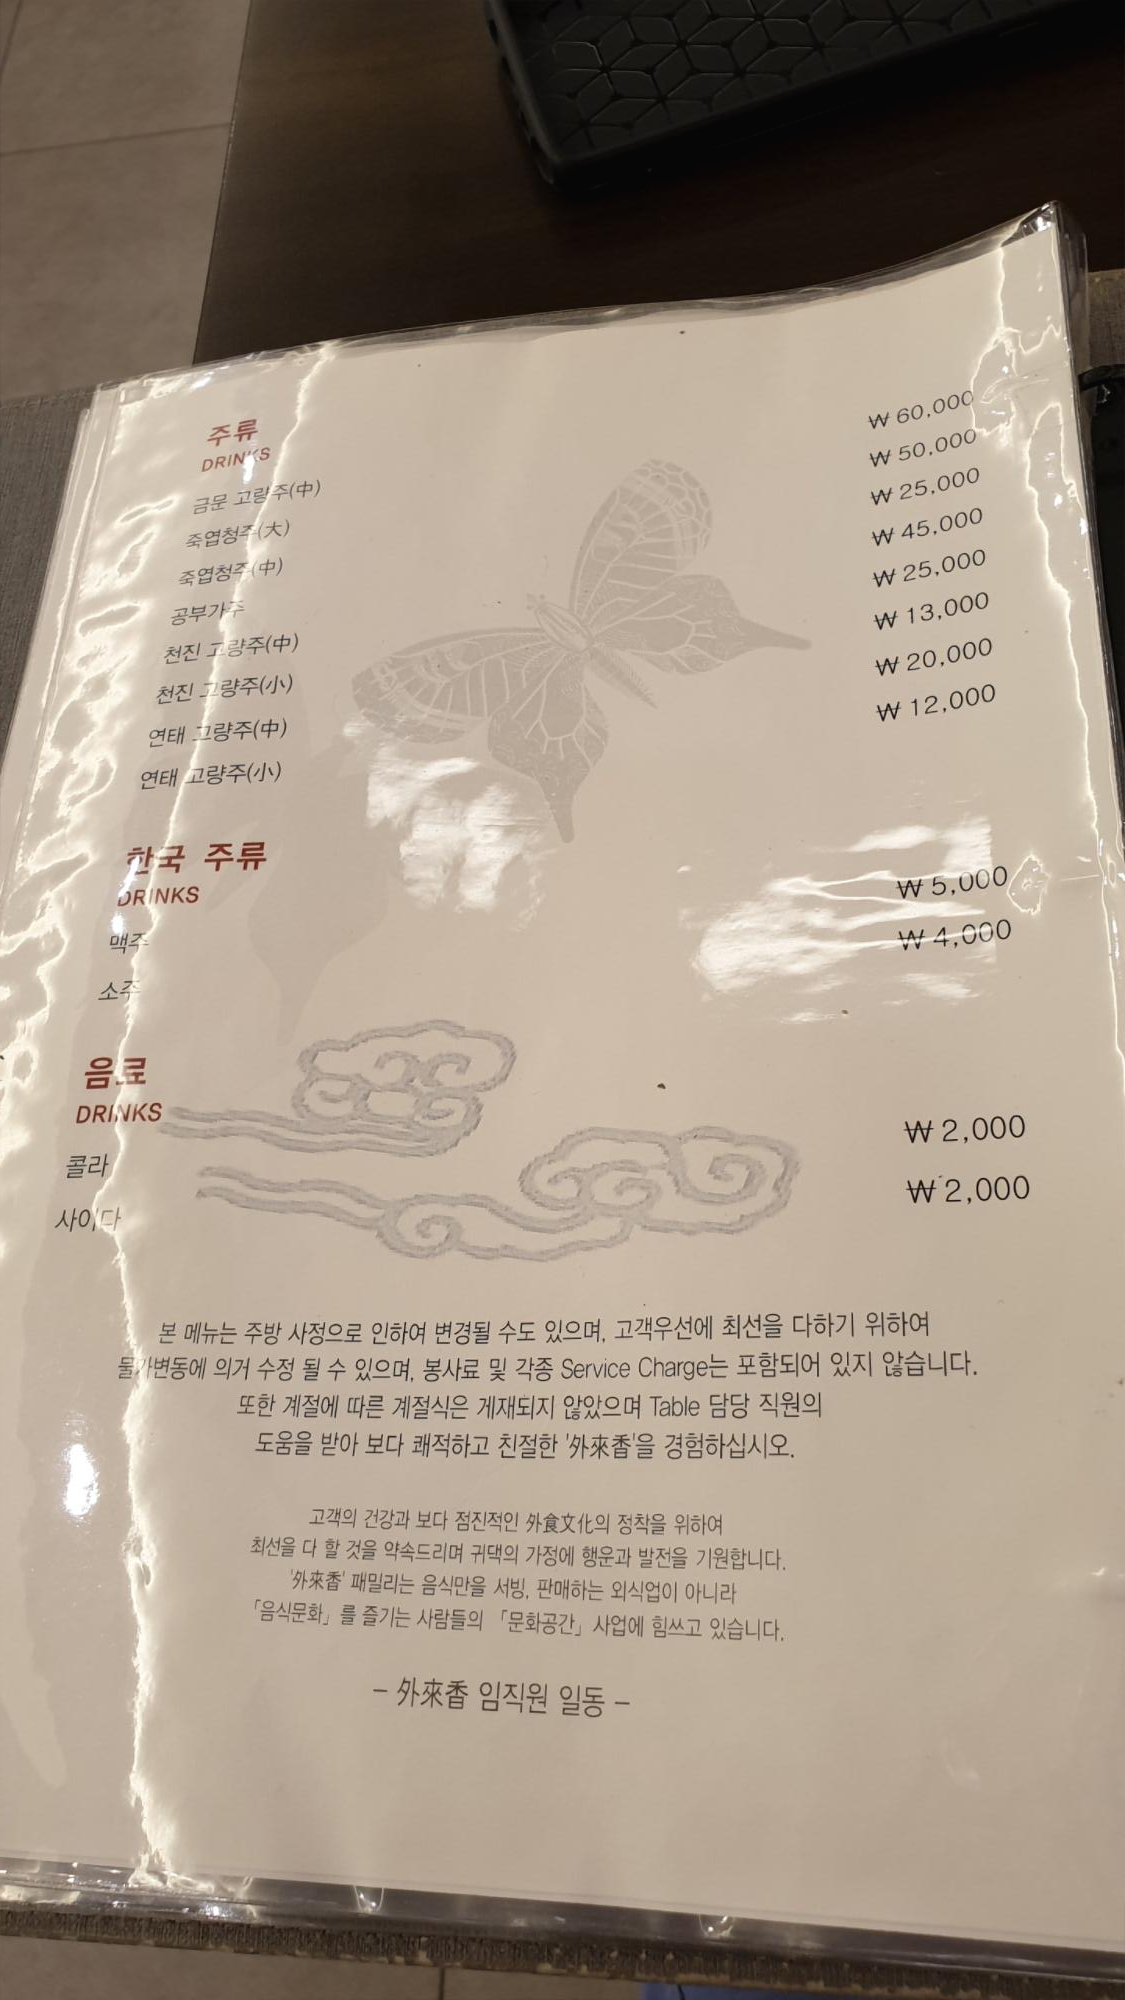 주류
DRINKS
금문 고량주(中) ₩ 60,000
죽엽청주(大) ₩ 50,000
죽엽청주(中) ₩ 25,000
공부가주 ₩ 45,000
천진 고량주(中) ₩ 25,000
천진 고량주(小) ₩ 13,000
연태 고량주(中) ₩ 20,000
연태 고량주(小) ₩ 12,000
한국 주류
DRINKS
맥주 ₩ 5,000
소주 ₩ 4,000
음료
DRINKS
콜라 ₩ 2,000
사이다 ₩ 2,000
본 메뉴는 주방 사정으로 인하여 변경될 수도 있으며, 고객우선에 최선을 다하기 위하여
물가변동에 의거 수정 될 수 있으며, 봉사료 및 각종 Service Charge는 포함되어 있지 않습니다.
또한 계절에 따른 계절식은 게재되지 않았으며 Table 담당 직원의
도움을 받아 보다 쾌적하고 친절한 '外來香'을 경험하십시오.
고객의 건강과 보다 점진적인 外食文化의 정착을 위하여
최선을 다 할 것을 약속드리며 귀댁의 가정에 행운과 발전을 기원합니다.
'外來香' 패밀리는 음식만을 서빙, 판매하는 외식업이 아니라
「음식문화」를 즐기는 사람들의 「문화공간」 사업에 힘쓰고 있습니다.
– 外來香 임직원 일동 –